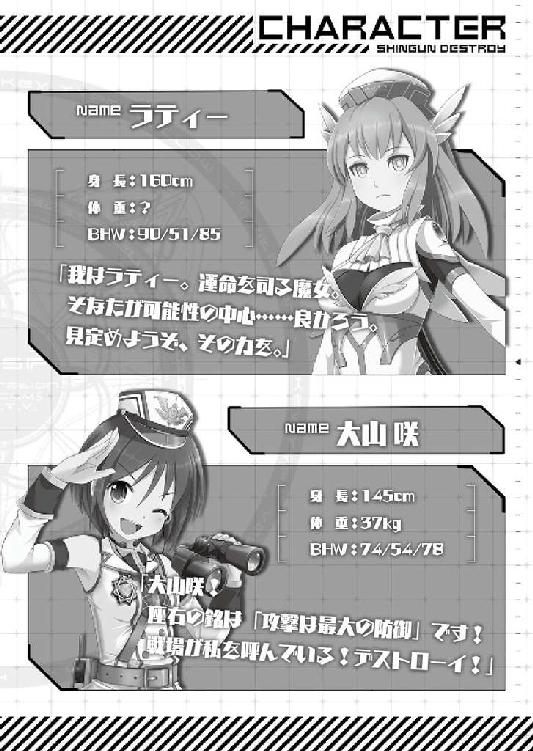 CHARACTER
SHINGUN DESTROY
Name ラティー
身 長：160cm
体 重：？
BHW：90/51/85
「我はラティー。運命を司る魔女。
そなたが可能性の中心……良かろう。
見定めようぞ、その力を。」
Name 大山 咲
身 長：145cm
体 重：37kg
BHW：74/54/78
「大山咲！
座右の銘は「攻撃は最大の防御」です！
戦場が私を呼んでいる！デストローイ！」